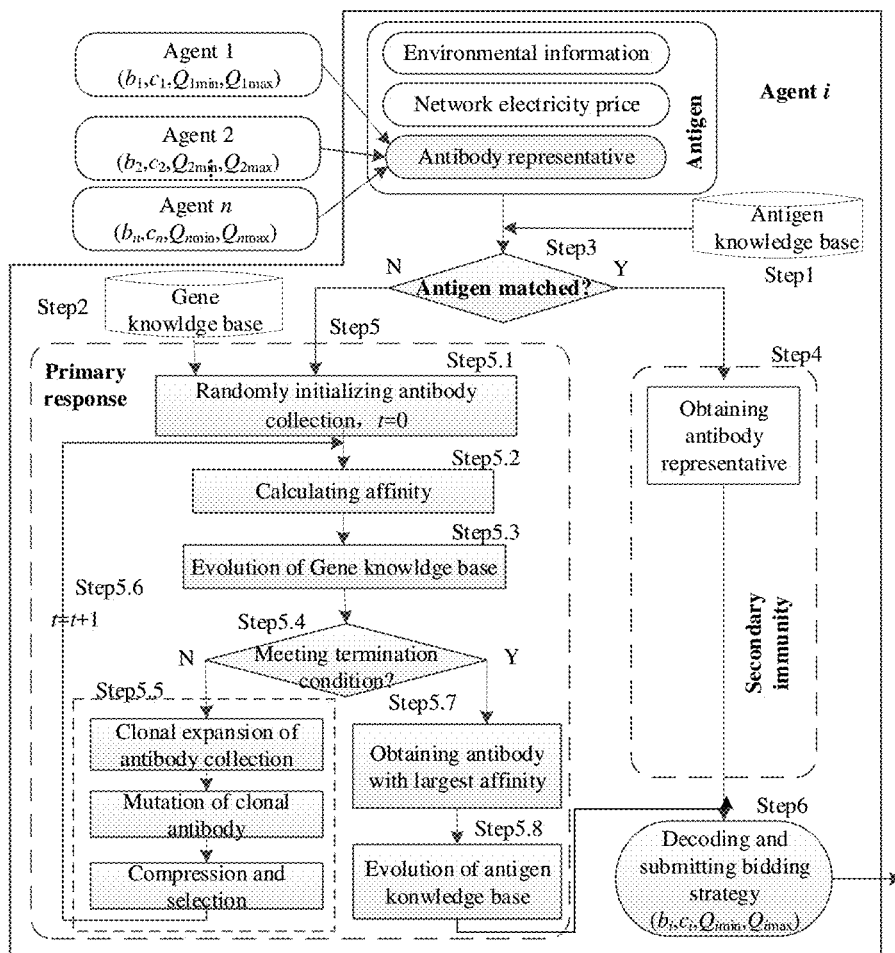 Agent 1
(b1,c1,Q1min,Q1max)
Agent 2
(b2,c2,Q2min,Q2max)
Agent n
(bn,cn,Qnmin,Qnmax)
Environmental information
Network electricity price
Antibody representative
Antigen
Agent i
Antigen
knowledge base
Step1
Step3
N
Y
Antigen matched?
Step2
Gene
knowldge base
Step5
Step4
Primary
response
Step5.1
Randomly initializing antibody
collection, t=0
Step5.2
Calculating affinity
Step5.3
Evolution of Gene knowldge base
Step5.6
t=t+1
Step5.4
N
Y
Meeting termination
condition?
Step5.5
Clonal expansion of
antibody collection
Mutation of clonal
antibody
Compression and
selection
Step5.7
Obtaining antibody
with largest affinity
Step5.8
Evolution of antigen
konwledge base
Obtaining
antibody
representative
Secondary
immunity
Step6
Decoding and
submitting bidding
strategy
(bi,ci,Qimin,Qimax)